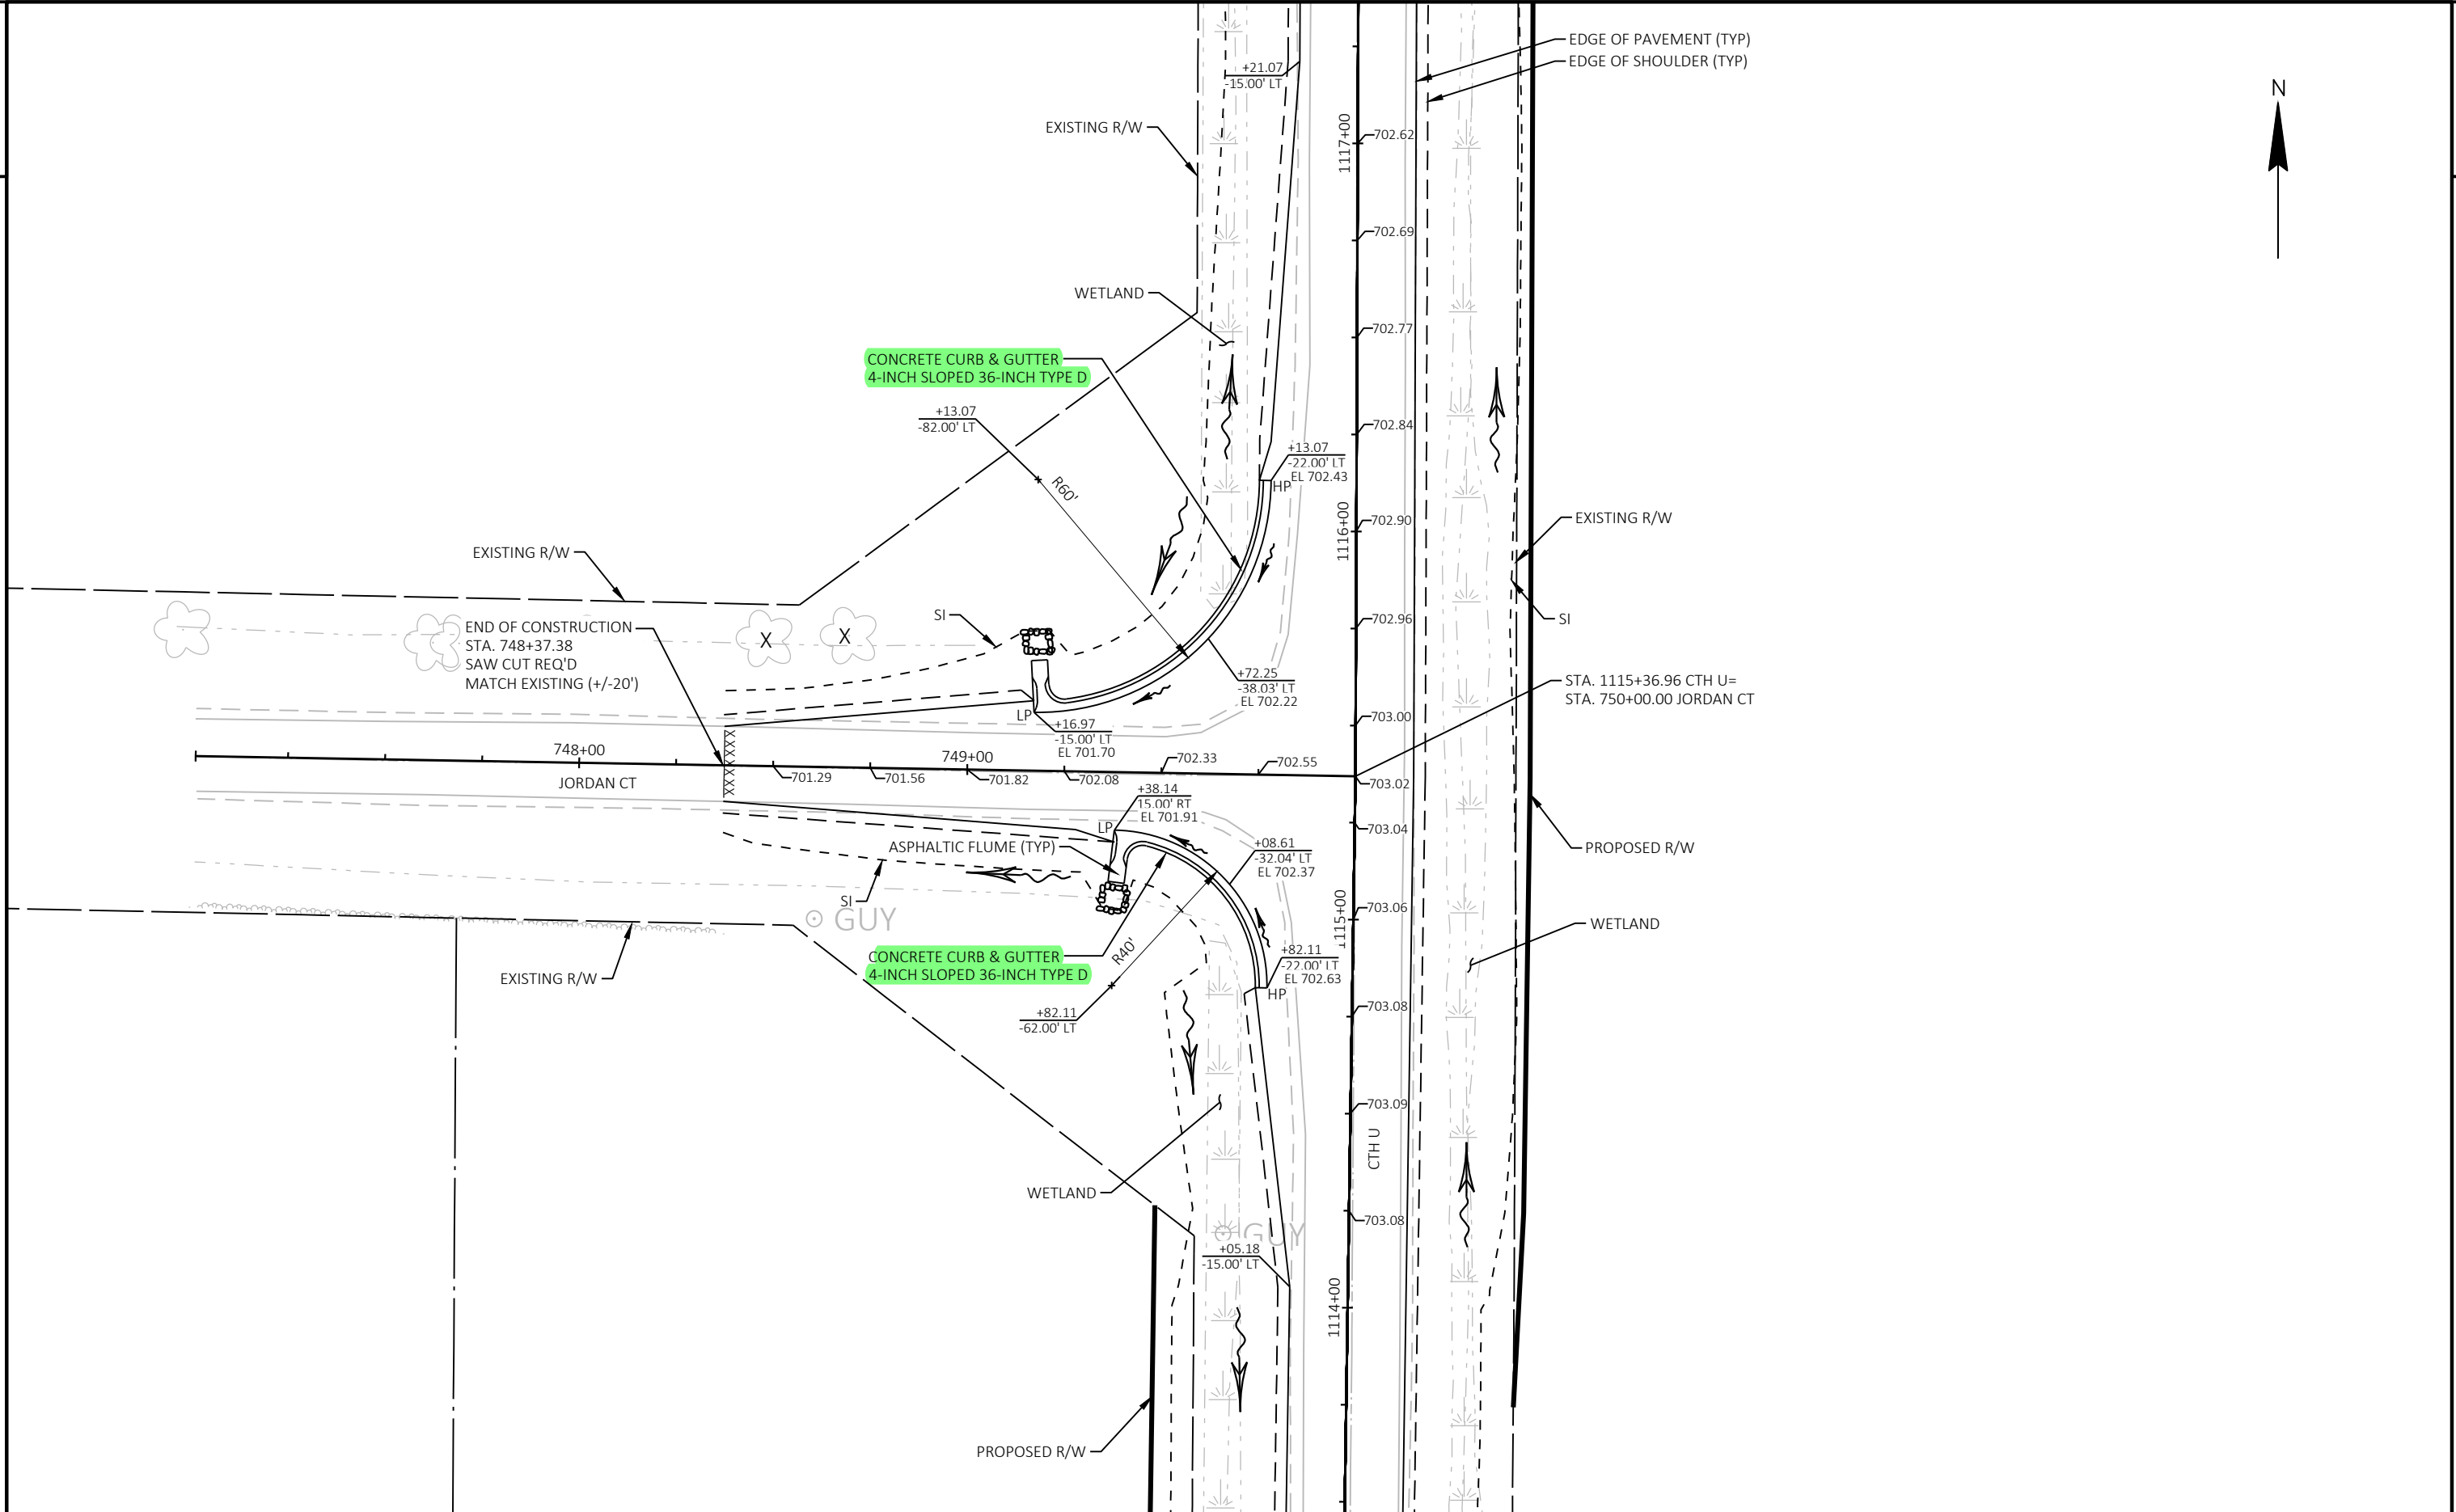 EDGE OF PAVEMENT (TYP)
EDGE OF SHOULDER (TYP)
+21.07
-15.00' LT
N
EXISTING R/W
1117+00
702.62
702.69
WETLAND
702.77
CONCRETE CURB & GUTTER
4-INCH SLOPED 36-INCH TYPE D
+13.07
-82.00' LT
702.84
+13.07
-22.00' LT
EL 702.43
HP
R60'
1116+00
702.90
EXISTING R/W
EXISTING R/W
SI
702.96
SI
END OF CONSTRUCTION
STA. 748+37.38
SAW CUT REQ'D
MATCH EXISTING (+/-20')
X
X
+72.25
-38.03' LT
EL 702.22
STA. 1115+36.96 CTH U=
STA. 750+00.00 JORDAN CT
LP
+16.97
-15.00' LT
EL 701.70
703.00
748+00
749+00
702.33
702.55
XXXXXXX
JORDAN CT
701.29
701.56
701.82
702.08
703.02
+38.14
15.00' RT
EL 701.91
LP
703.04
ASPHALTIC FLUME (TYP)
+08.61
-32.04' LT
EL 702.37
PROPOSED R/W
SI
GUY
1115+00
703.06
WETLAND
CONCRETE CURB & GUTTER
4-INCH SLOPED 36-INCH TYPE D
R40'
+82.11
-22.00' LT
EL 702.63
HP
EXISTING R/W
+82.11
-62.00' LT
703.08
703.09
CTH U
WETLAND
703.08
GUY
+05.18
-15.00' LT
1114+00
PROPOSED R/W